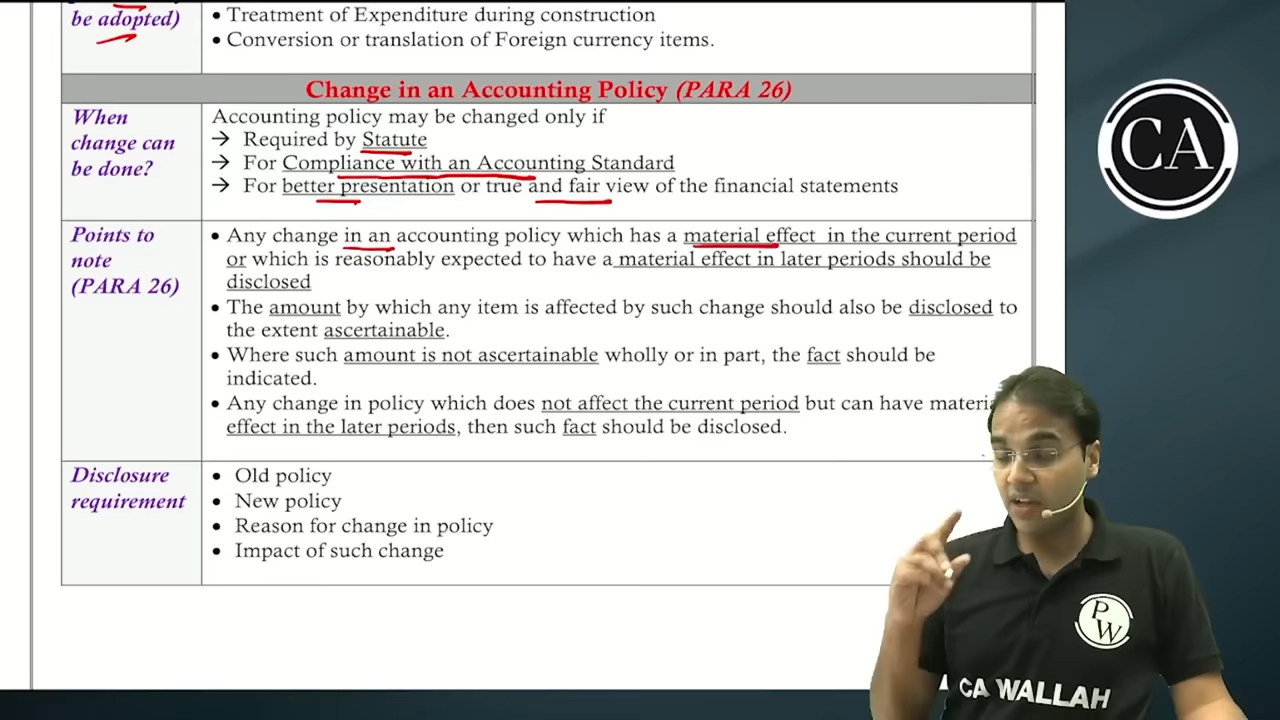 be adopted)
• Treatment of Expenditure during construction
• Conversion or translation of Foreign currency items.
Change in an Accounting Policy (PARA 26)
When
change can
be done?
Accounting policy may be changed only if
→ Required by Statute
→ For Compliance with an Accounting Standard
→ For better presentation or true and fair view of the financial statements
Points to
note
(PARA 26)
• Any change in an accounting policy which has a material effect in the current period
or which is reasonably expected to have a material effect in later periods should be
disclosed
• The amount by which any item is affected by such change should also be disclosed to
the extent ascertainable.
• Where such amount is not ascertainable wholly or in part, the fact should be
indicated.
• Any change in policy which does not affect the current period but can have materia
effect in the later periods, then such fact should be disclosed.
Disclosure
requirement
• Old policy
• New policy
• Reason for change in policy
• Impact of such change
CA
P
W
CA WALLAH